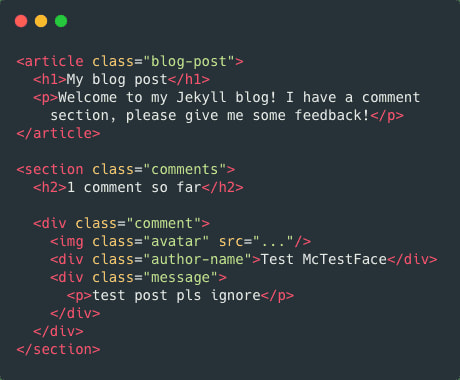 <article class="blog-post">
<h1>My blog post</h1>
<p>Welcome to my Jekyll blog! I have a comment
section, please give me some feedback!</p>
</article>
<section class="comments">
<h2>1 comment so far</h2>
<div class="comment">
<img class="avatar" src="..."/>
<div class="author-name">Test McTestFace</div>
<div class="message">
<p>test post pls ignore</p>
</div>
</div>
</section>